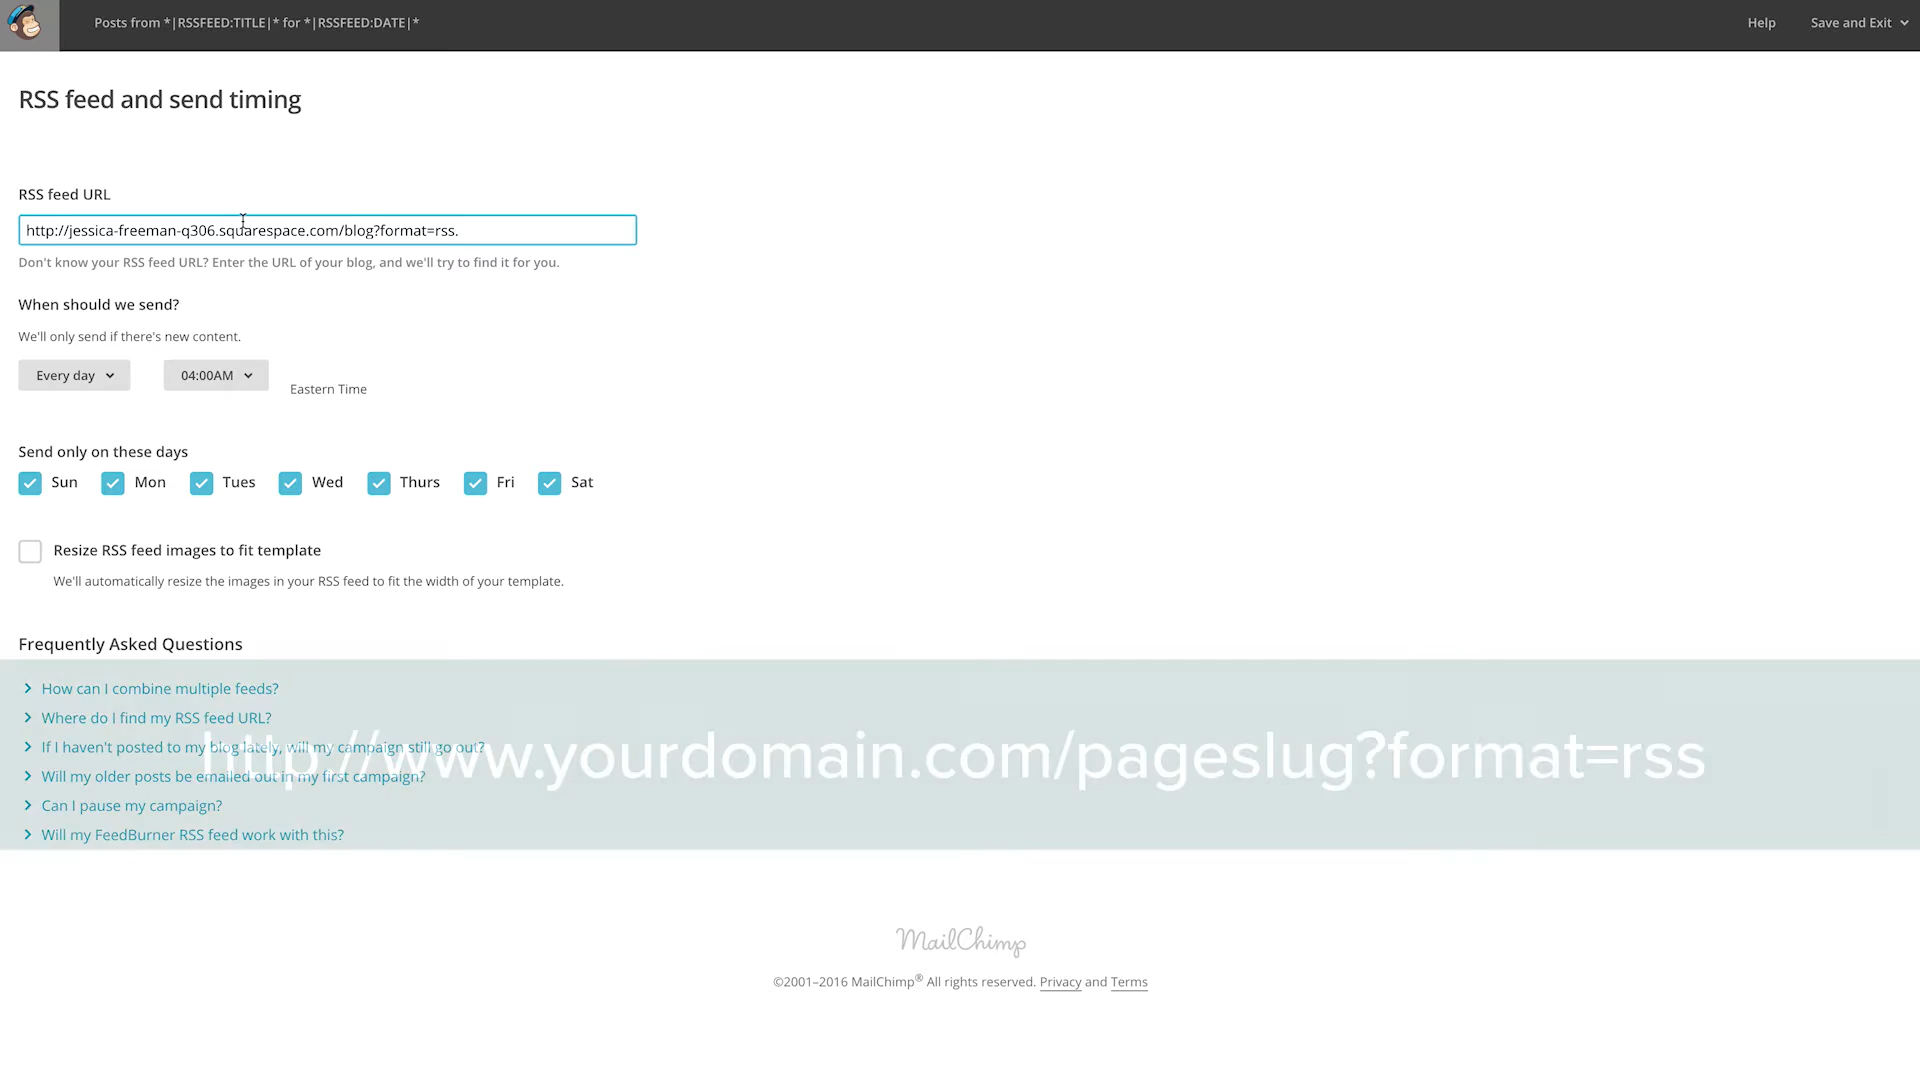 Posts from *|RSSFEED:TITLE|* for *|RSSFEED:DATE|*
Help
Save and Exit
RSS feed and send timing
RSS feed URL
http://jessica-freeman-q306.squarespace.com/blog?format=rss.
Don't know your RSS feed URL? Enter the URL of your blog, and we'll try to find it for you.
When should we send?
We'll only send if there's new content.
Every day
04:00AM
Eastern Time
Send only on these days
Sun Mon Tues Wed Thurs Fri Sat
Resize RSS feed images to fit template
We'll automatically resize the images in your RSS feed to fit the width of your template.
Frequently Asked Questions
How can I combine multiple feeds?
Where do I find my RSS feed URL?
If I haven't posted to my blog lately, will my campaign still go out?
http://www.yourdomain.com/pageslug?format=rss
Will my older posts be emailed out in my first campaign?
Can I pause my campaign?
Will my FeedBurner RSS feed work with this?
MailChimp
©2001–2016 MailChimp® All rights reserved. Privacy and Terms